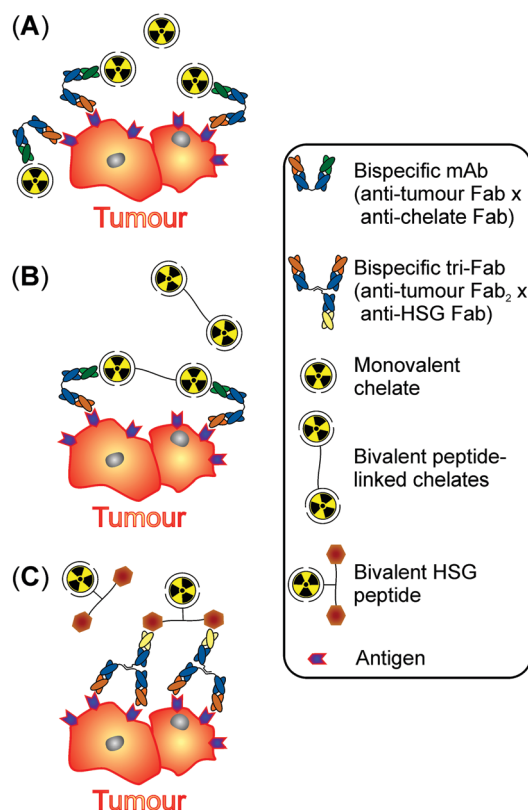 (A)
Tumour
(B)
Tumour
(C)
Tumour
Bispecific mAb
(anti-tumour Fab x
anti-chelate Fab)
Bispecific tri-Fab
(anti-tumour Fab₂ x
anti-HSG Fab)
Monovalent
chelate
Bivalent peptide-
linked chelates
Bivalent HSG
peptide
Antigen